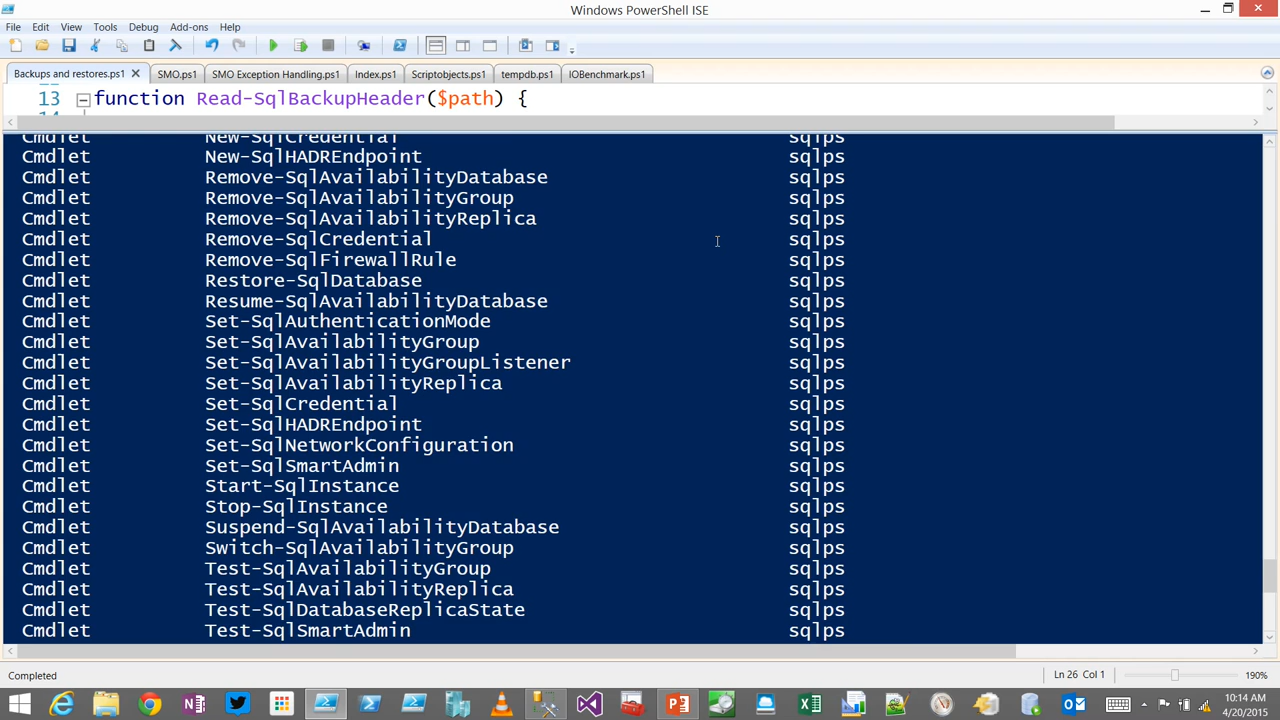 Windows PowerShell ISE
File Edit View Tools Debug Add-ons Help
Backups and restores.ps1 SMO.ps1 SMO Exception Handling.ps1 Index.ps1 Scriptobjects.ps1 tempdb.ps1 IOBenchmark.ps1
13 function Read-SqlBackupHeader($path) {
14
Cmdlet New-SqlCredential sqlps
Cmdlet New-SqlHADREndpoint sqlps
Cmdlet Remove-SqlAvailabilityDatabase sqlps
Cmdlet Remove-SqlAvailabilityGroup sqlps
Cmdlet Remove-SqlAvailabilityReplica sqlps
Cmdlet Remove-SqlCredential sqlps
Cmdlet Remove-SqlFirewallRule sqlps
Cmdlet Restore-SqlDatabase sqlps
Cmdlet Resume-SqlAvailabilityDatabase sqlps
Cmdlet Set-SqlAuthenticationMode sqlps
Cmdlet Set-SqlAvailabilityGroup sqlps
Cmdlet Set-SqlAvailabilityGroupListener sqlps
Cmdlet Set-SqlAvailabilityReplica sqlps
Cmdlet Set-SqlCredential sqlps
Cmdlet Set-SqlHADREndpoint sqlps
Cmdlet Set-SqlNetworkConfiguration sqlps
Cmdlet Set-SqlSmartAdmin sqlps
Cmdlet Start-SqlInstance sqlps
Cmdlet Stop-SqlInstance sqlps
Cmdlet Suspend-SqlAvailabilityDatabase sqlps
Cmdlet Switch-SqlAvailabilityGroup sqlps
Cmdlet Test-SqlAvailabilityGroup sqlps
Cmdlet Test-SqlAvailabilityReplica sqlps
Cmdlet Test-SqlDatabaseReplicaState sqlps
Cmdlet Test-SqlSmartAdmin sqlps
Completed Ln 26 Col 1 190%
10:14 AM
4/20/2015